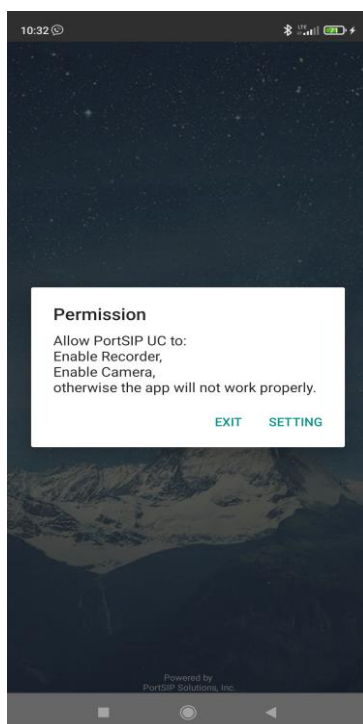 10:32
Permission
Allow PortSIP UC to:
Enable Recorder,
Enable Camera,
otherwise the app will not work properly.
EXIT SETTING
Powered by
PortSIP Solutions, Inc.